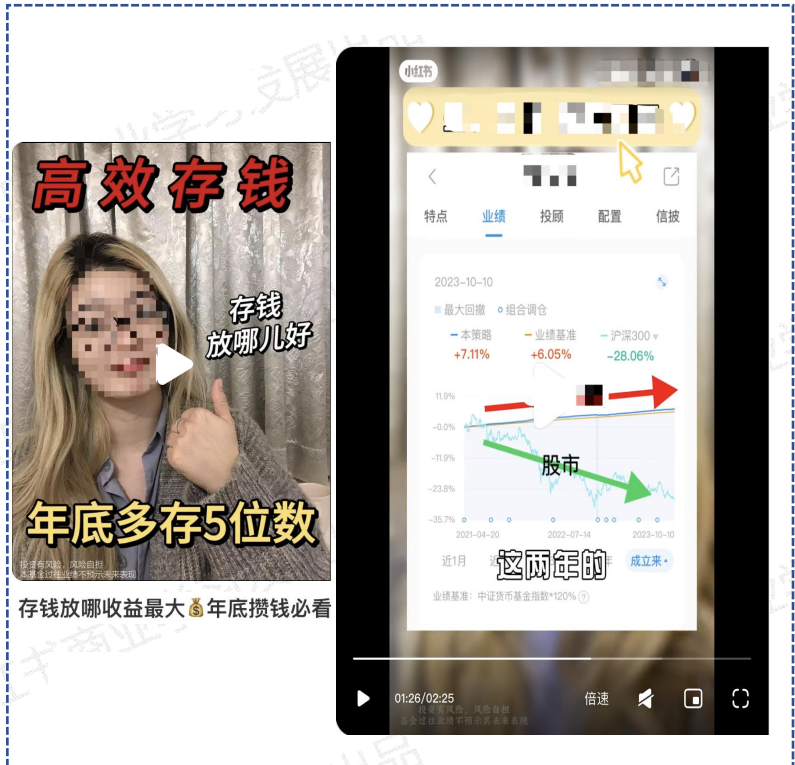 高效存钱
存钱
放哪儿好
年底多存5位数
投资有风险，风险自担
本基金过往业绩不预示未来表现
存钱放哪收益最大💰年底攒钱必看
小红书
特点 业绩 投顾 配置 信披
2023-10-10
最大回撤 组合调仓
本策略 业绩基准 沪深300
+7.11% +6.05% -28.06%
11.9%
-0.0%
-11.9%
-23.8%
-35.7%
股市
2021-04-20 2022-07-14 2023-10-10
近1月 近 年 成立来
这两年的
业绩基准：中证货币基金指数*120%
01:26/02:25 倍速
投资有风险，风险自担
基金过往业绩不预示其未来表现